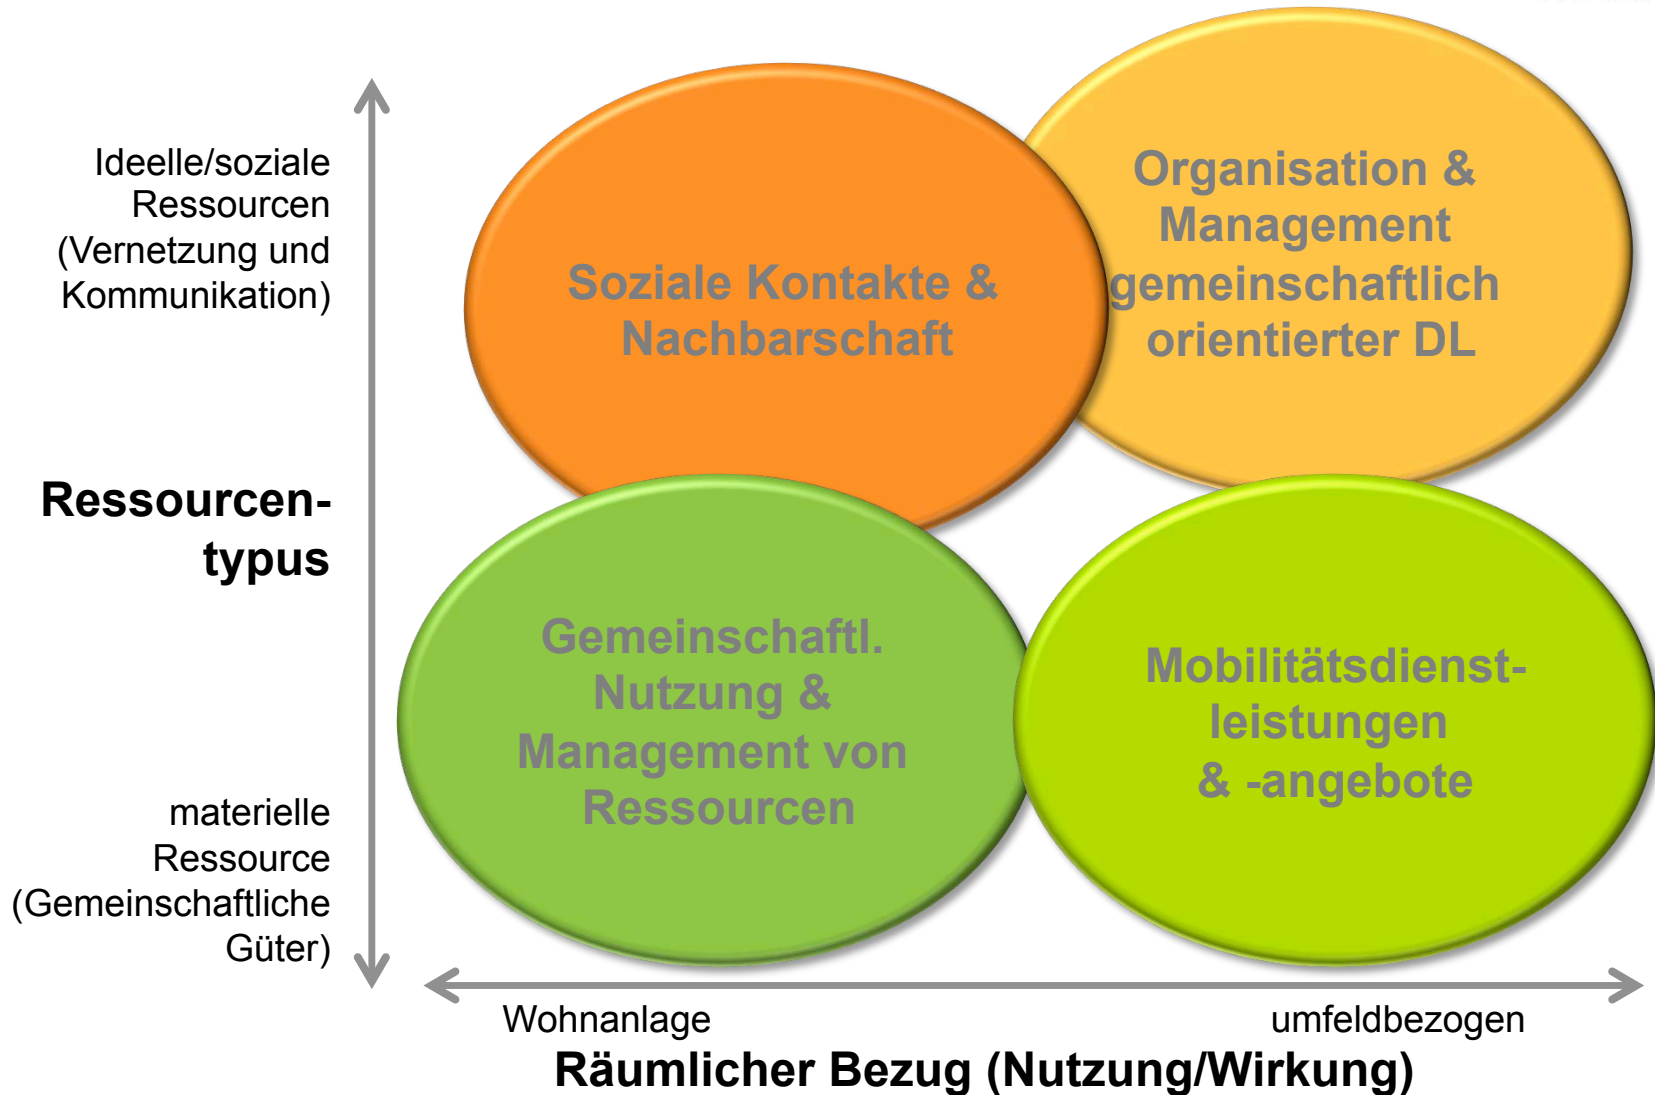 Ideelle/soziale
Ressourcen
(Vernetzung und
Kommunikation)
Ressourcen-
typus
materielle
Ressource
(Gemeinschaftliche
Güter)
Soziale Kontakte &
Nachbarschaft
Organisation &
Management
gemeinschaftlich
orientierter DL
Gemeinschaftl.
Nutzung &
Management von
Ressourcen
Mobilitätsdienst-
leistungen
& -angebote
Wohnanlage
umfeldbezogen
Räumlicher Bezug (Nutzung/Wirkung)